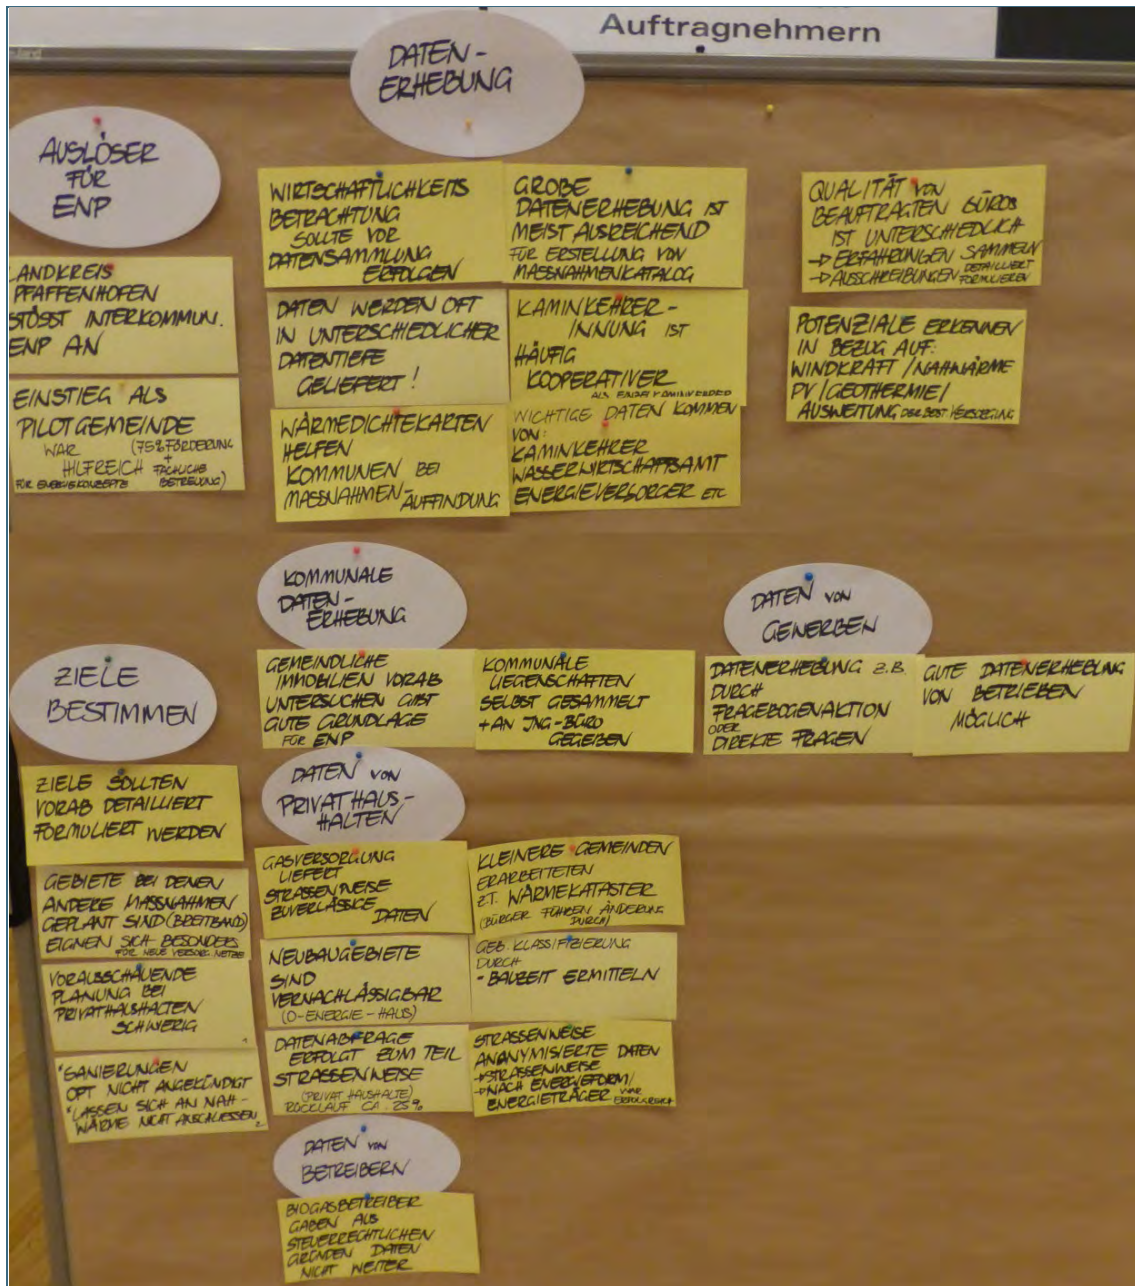 Auftragnehmern
DATEN-
ERHEBUNG
AUSLÖSER
FÜR
ENP
LANDKREIS
PFAFFENHOFEN
STÖSST INTERKOMMUN.
ENP AN
EINSTIEG ALS
PILOTGEMEINDE
WAR (75% FÖRDERUNG
+
HILFREICH FACHLICHE
FÜR ENERGIEKONZEPTE BETREUUNG)
WIRTSCHAFTLICHKEITS
BETRACHTUNG
SOLLTE VOR
DATENSAMMLUNG
ERFOLGEN
DATEN WERDEN OFT
IN UNTERSCHIEDLICHER
DATENTIEFE
GELIEFERT!
WÄRMEDICHTEKARTEN
HELFEN
KOMMUNEN BEI
MASSNAHMEN-
AUFFINDUNG
GROBE
DATENERHEBUNG IST
MEIST AUSREICHEND
FÜR ERSTELLUNG VON
MASSNAHMENKATALOG
KAMINKEHRER-
INNUNG IST
HÄUFIG
KOOPERATIVER
ALS EINZELKAMINKEHRER
WICHTIGE DATEN KOMMEN
VON:
KAMINKEHRER
WASSERWIRTSCHAFTSAMT
ENERGIEVERSORGER ETC
QUALITÄT VON
BEAUFTRAGTEN BÜROS
IST UNTERSCHIEDLICH
→ ERFAHRUNGEN SAMMELN
→ AUSSCHREIBUNGEN DETAILLIERT
FORMULIEREN
POTENZIALE ERKENNEN
IN BEZUG AUF:
WINDKRAFT/NAHWÄRME
PV/GEOTHERMIE/
AUSWEITUNG DER BEST. VERSORGUNG
ZIELE
BESTIMMEN
ZIELE SOLLTEN
VORAB DETAILLIERT
FORMULIERT WERDEN
GEBIETE BEI DENEN
ANDERE MASSNAHMEN
GEPLANT SIND (BREITBAND)
EIGNEN SICH BESONDERS
FÜR NEUE VERSORG. NETZE
VORAUSSCHAUENDE
PLANUNG BEI
PRIVATHAUSHALTEN
SCHWIERIG
"SANIERUNGEN
OFT NICHT ANGEKÜNDIGT
"LASSEN SICH AN NAH-
WÄRME NICHT ANSCHLIESSEN
KOMMUNALE
DATEN-
ERHEBUNG
GEMEINDLICHE
IMMOBILIEN VORAB
UNTERSUCHEN GIBT
GUTE GRUNDLAGE
FÜR ENP
KOMMUNALE
LIEGENSCHAFTEN
SELBST GESAMMELT
+ AN ING-BÜRO
GEGEBEN
DATEN VON
PRIVATHAUS-
HALTEN
GASVERSORGUNG
LIEFERT
STRASSENWEISE
ZUVERLÄSSIGE
DATEN
NEUBAUGEBIETE
SIND
VERNACHLÄSSIGBAR
(0-ENERGIE-HAUS)
DATENABFRAGE
ERFOLGT ZUM TEIL
STRASSENWEISE
(PRIVATHAUSHALTE)
RÜCKLAUF CA. 25%
KLEINERE GEMEINDEN
ERARBEITETEN
Z.T. WÄRMEKATASTER
(BÜRGER FÜHREN ÄNDERUNG
DURCH)
GEB. KLASSIFIZIERUNG
DURCH
- BAUZEIT ERMITTELN
STRASSENWEISE
ANONYMISIERTE DATEN
→ STRASSENWEISE
→ NACH ENERGIEFORM/
ENERGIETRÄGER WAR
ERFOLGREICH
DATEN VON
BETREIBERN
BIOGASBETREIBER
GABEN AUS
STEUERRECHTLICHEN
GRÜNDEN DATEN
NICHT WEITER
DATEN VON
GEWERBEN
DATENERHEBUNG Z.B.
DURCH
FRAGEBOGENAKTION
ODER
DIREKTE FRAGEN
GUTE DATENERHEBUNG
VON BETRIEBEN
MÖGLICH